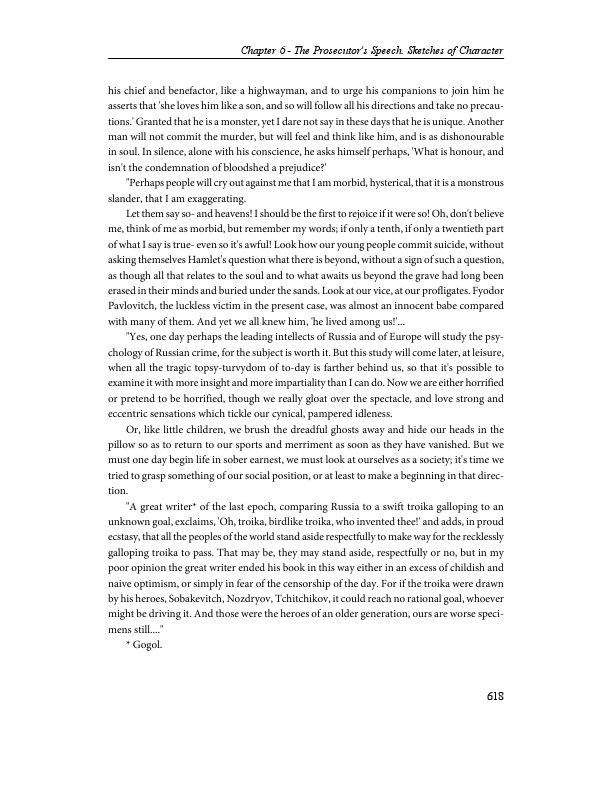 Chapter 6 - The Prosecutor's Speech. Sketches of Character
his chief and benefactor, like a highwayman, and to urge his companions to join him he
asserts that 'she loves him like a son, and so will follow all his directions and take no precau-
tions.' Granted that he is a monster, yet I dare not say in these days that he is unique. Another
man will not commit the murder, but will feel and think like him, and is as dishonourable
in soul. In silence, alone with his conscience, he asks himself perhaps, 'What is honour, and
isn't the condemnation of bloodshed a prejudice?'
"Perhaps people will cry out against me that I am morbid, hysterical, that it is a monstrous
slander, that I am exaggerating.
Let them say so- and heavens! I should be the first to rejoice if it were so! Oh, don't believe
me, think of me as morbid, but remember my words; if only a tenth, if only a twentieth part
of what I say is true- even so it's awful! Look how our young people commit suicide, without
asking themselves Hamlet's question what there is beyond, without a sign of such a question,
as though all that relates to the soul and to what awaits us beyond the grave had long been
erased in their minds and buried under the sands. Look at our vice, at our profligates. Fyodor
Pavlovitch, the luckless victim in the present case, was almost an innocent babe compared
with many of them. And yet we all knew him, 'he lived among us!'...
"Yes, one day perhaps the leading intellects of Russia and of Europe will study the psy-
chology of Russian crime, for the subject is worth it. But this study will come later, at leisure,
when all the tragic topsy-turvydom of to-day is farther behind us, so that it's possible to
examine it with more insight and more impartiality than I can do. Now we are either horrified
or pretend to be horrified, though we really gloat over the spectacle, and love strong and
eccentric sensations which tickle our cynical, pampered idleness.
Or, like little children, we brush the dreadful ghosts away and hide our heads in the
pillow so as to return to our sports and merriment as soon as they have vanished. But we
must one day begin life in sober earnest, we must look at ourselves as a society; it's time we
tried to grasp something of our social position, or at least to make a beginning in that direc-
tion.
"A great writer* of the last epoch, comparing Russia to a swift troika galloping to an
unknown goal, exclaims, 'Oh, troika, birdlike troika, who invented thee!' and adds, in proud
ecstasy, that all the peoples of the world stand aside respectfully to make way for the recklessly
galloping troika to pass. That may be, they may stand aside, respectfully or no, but in my
poor opinion the great writer ended his book in this way either in an excess of childish and
naive optimism, or simply in fear of the censorship of the day. For if the troika were drawn
by his heroes, Sobakevitch, Nozdryov, Tchitchikov, it could reach no rational goal, whoever
might be driving it. And those were the heroes of an older generation, ours are worse speci-
mens still...."
* Gogol.
618